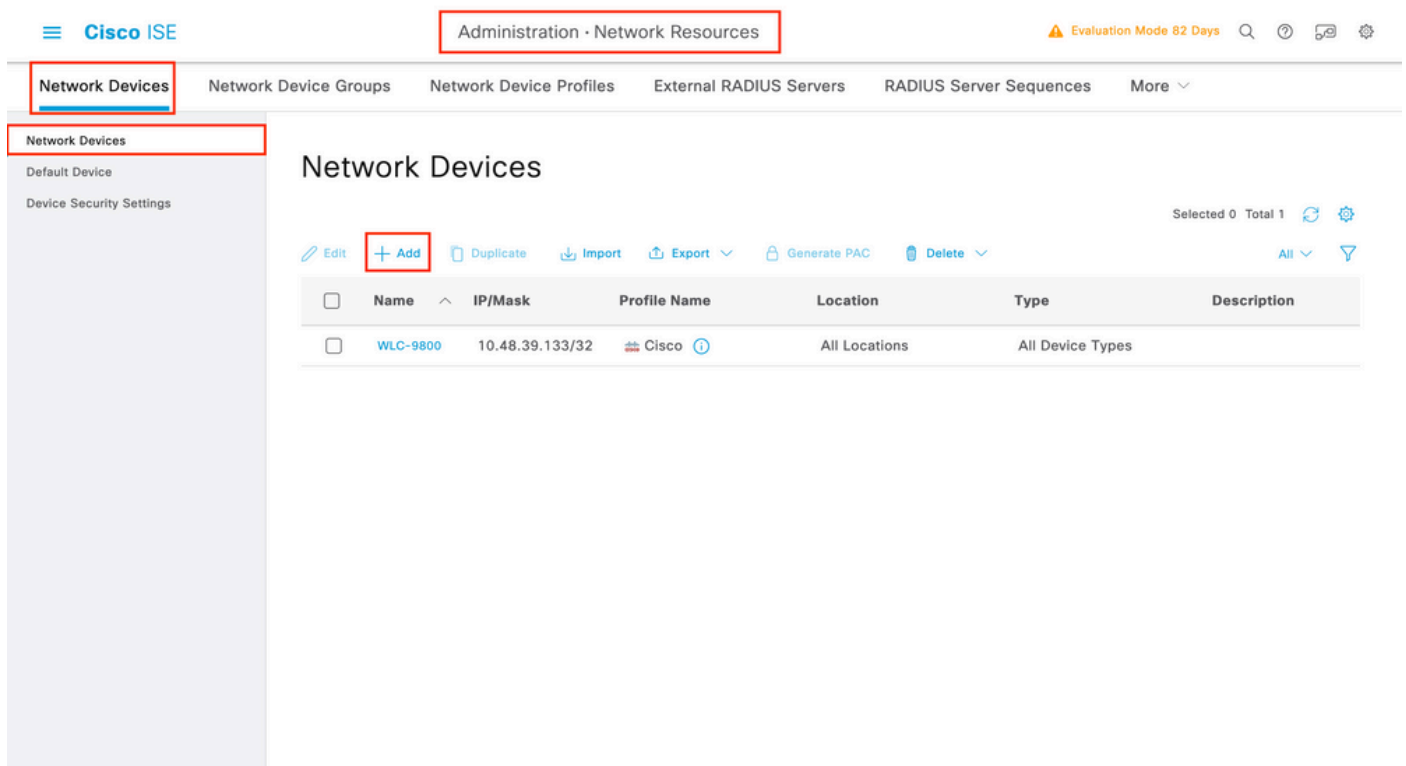 Cisco ISE
Administration · Network Resources
Evaluation Mode 82 Days
Network Devices Network Device Groups Network Device Profiles External RADIUS Servers RADIUS Server Sequences More
Network Devices
Default Device
Device Security Settings
Network Devices
Selected 0 Total 1
Edit Add Duplicate Import Export Generate PAC Delete All
Name IP/Mask Profile Name Location Type Description
WLC-9800 10.48.39.133/32 Cisco All Locations All Device Types